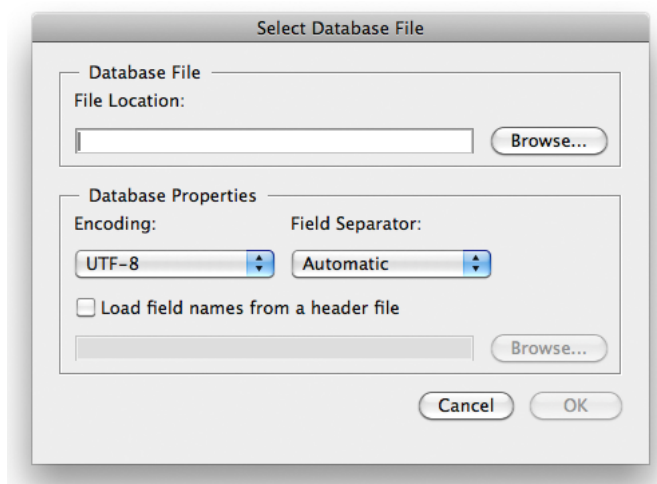 Select Database File
Database File
File Location:
Browse...
Database Properties
Encoding: Field Separator:
UTF-8 Automatic
Load field names from a header file
Browse...
Cancel OK